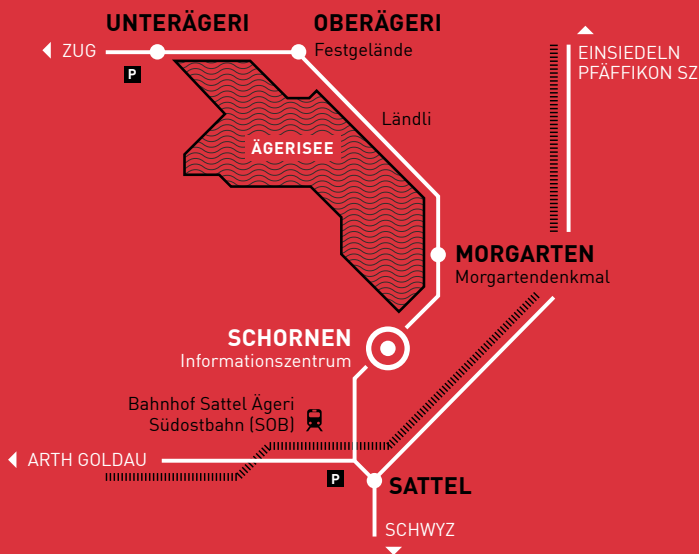 UNTERÄGERI
OBERÄGERI
ZUG
Festgelände
EINSIEDELN
PFÄFFIKON SZ
P
Ländli
ÄGERISEE
MORGARTEN
Morgartendenkmal
SCHORNEN
Informationszentrum
Bahnhof Sattel Ägeri
Südostbahn (SOB)
ARTH GOLDAU
P
SATTEL
SCHWYZ